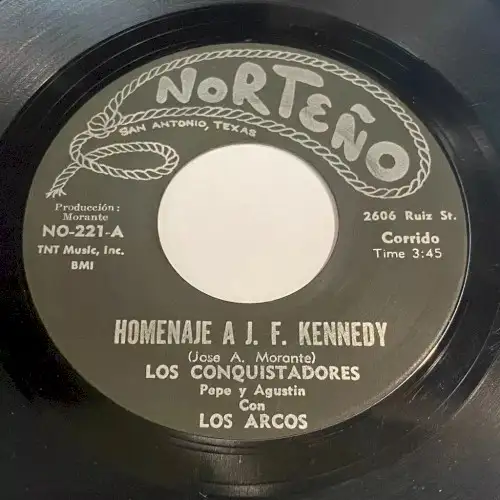 NORTEÑO
SAN ANTONIO, TEXAS
Producción:
Morante
NO-221-A
TNT Music, Inc.
BMI
2606 Ruiz St.
Corrido
Time 3:45
HOMENAJE A J. F. KENNEDY
(Jose A. Morante)
LOS CONQUISTADORES
Pepe y Agustin
Con
LOS ARCOS